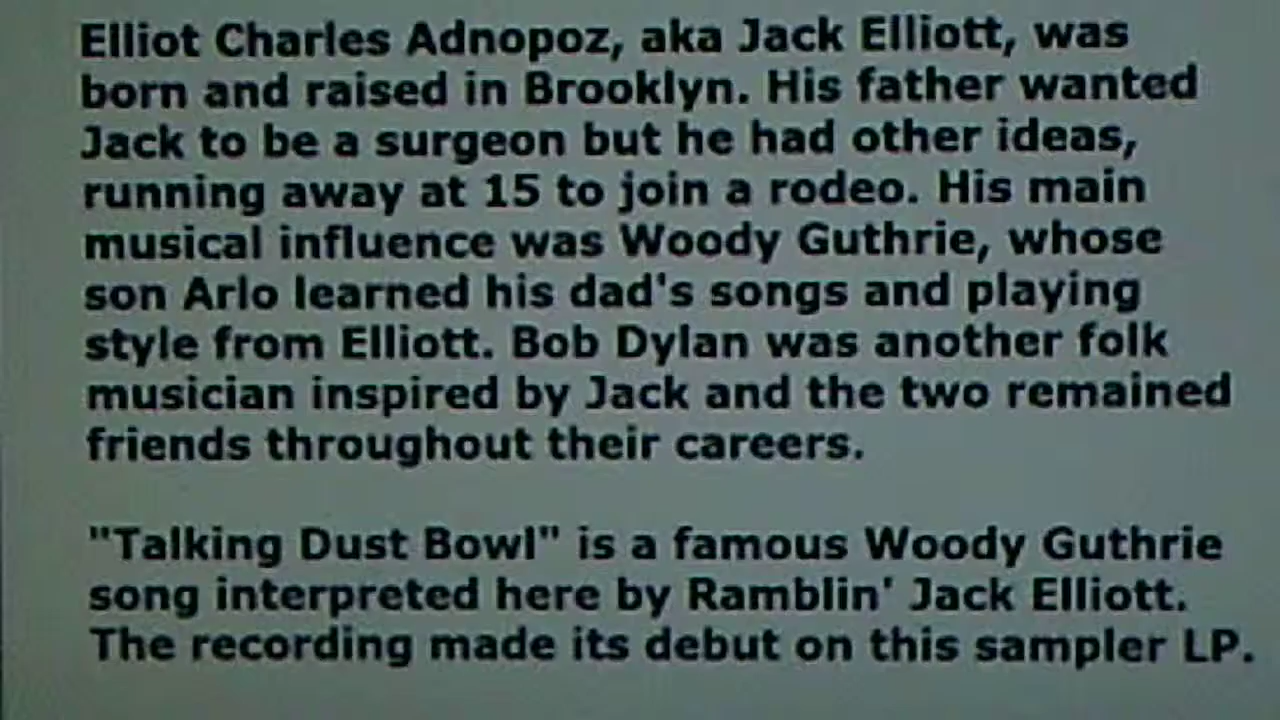 Elliot Charles Adnopoz, aka Jack Elliott, was
born and raised in Brooklyn. His father wanted
Jack to be a surgeon but he had other ideas,
running away at 15 to join a rodeo. His main
musical influence was Woody Guthrie, whose
son Arlo learned his dad's songs and playing
style from Elliott. Bob Dylan was another folk
musician inspired by Jack and the two remained
friends throughout their careers.
"Talking Dust Bowl" is a famous Woody Guthrie
song interpreted here by Ramblin' Jack Elliott.
The recording made its debut on this sampler LP.